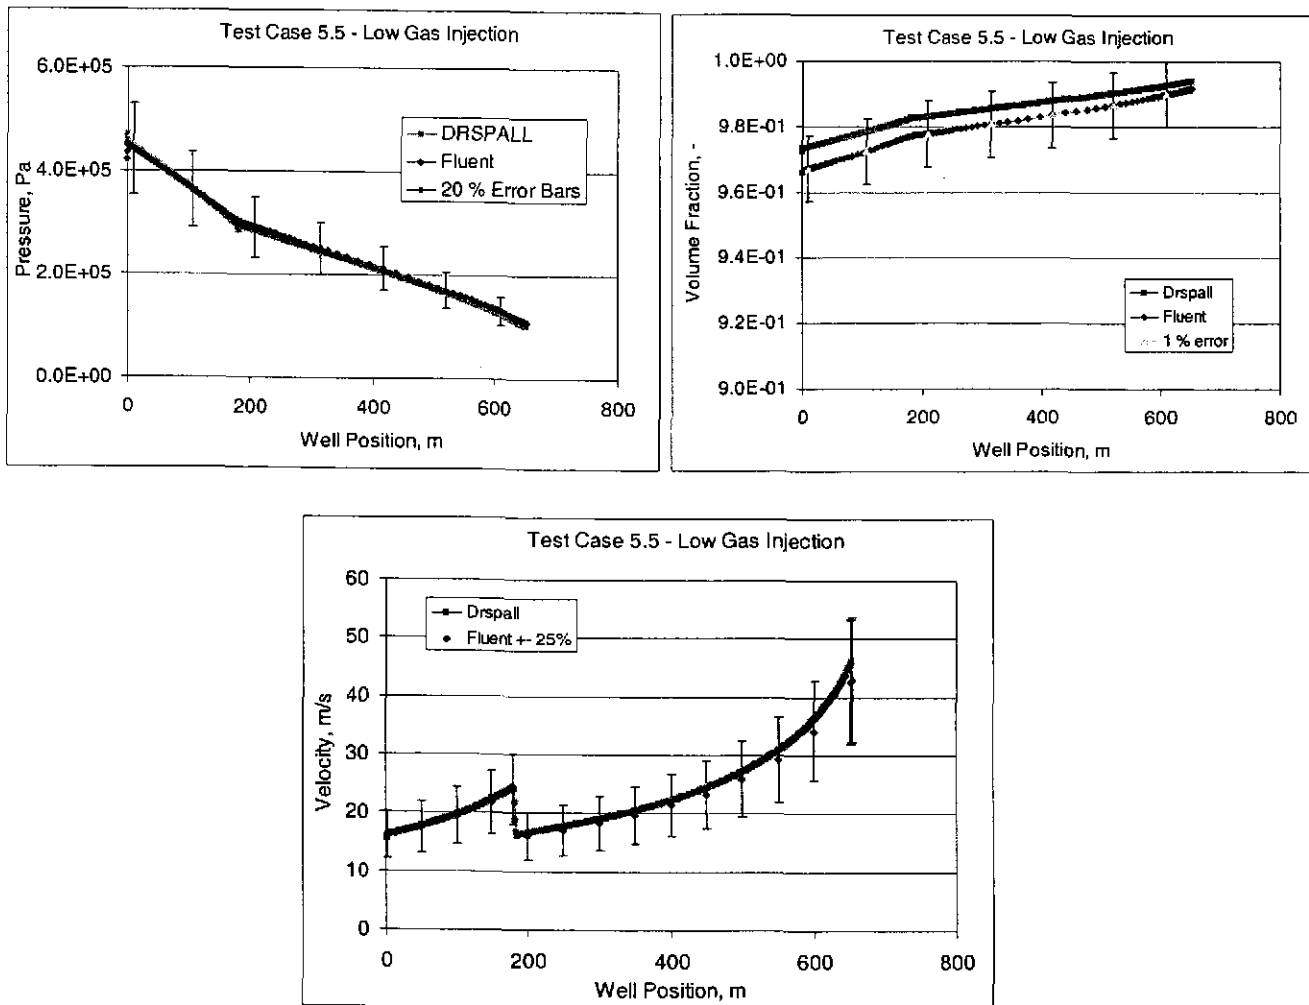 Test Case 5.5 - Low Gas Injection
6.0E+05
4.0E+05
2.0E+05
0.0E+00
Pressure, Pa
DRSPALL
Fluent
20 % Error Bars
0
200
400
600
800
Well Position, m
Test Case 5.5 - Low Gas Injection
1.0E+00
9.8E-01
9.6E-01
9.4E-01
9.2E-01
9.0E-01
Volume Fraction, -
Drspall
Fluent
1 % error
0
200
400
600
800
Well Position, m
Test Case 5.5 - Low Gas Injection
60
50
40
30
20
10
0
Velocity, m/s
Drspall
Fluent +- 25%
0
200
400
600
800
Well Position, m